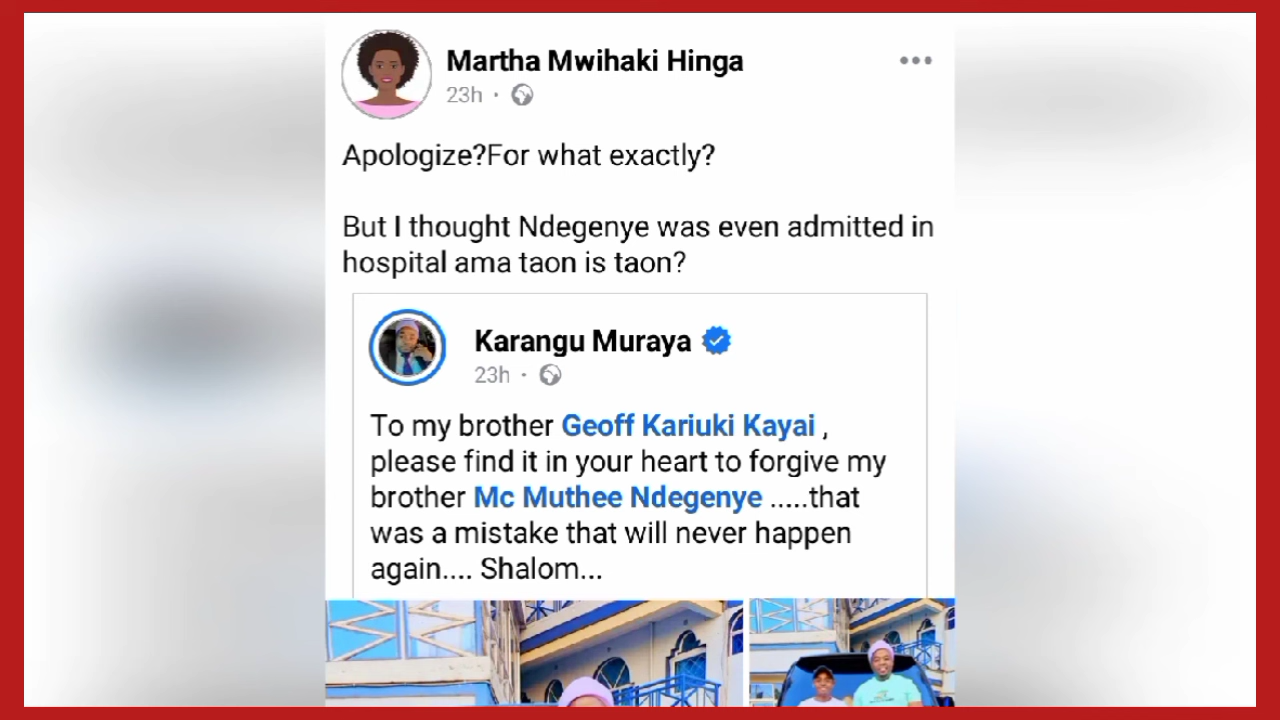 Martha Mwihaki Hinga
23h ·
Apologize?For what exactly?
But I thought Ndegenye was even admitted in
hospital ama taon is taon?
Karangu Muraya
23h ·
To my brother Geoff Kariuki Kayai ,
please find it in your heart to forgive my
brother Mc Muthee Ndegenye .....that
was a mistake that will never happen
again.... Shalom...